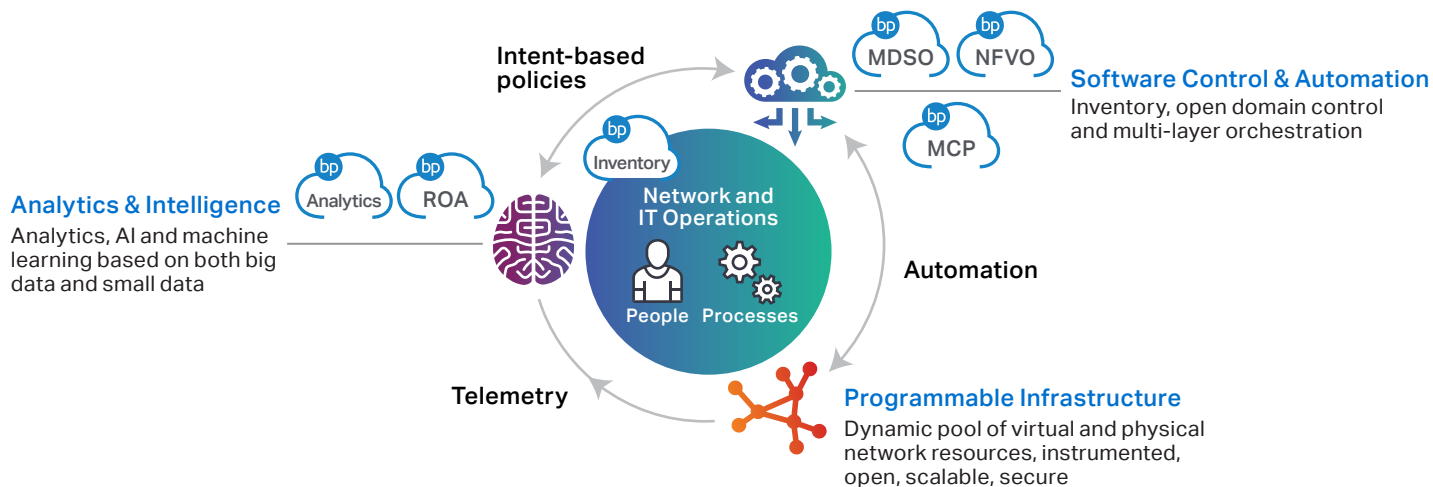 Intent-based
policies
bp
MDSO
bp
NFVO
bp
MCP
Software Control & Automation
Inventory, open domain control
and multi-layer orchestration
bp
Inventory
bp
Analytics
bp
ROA
Analytics & Intelligence
Analytics, AI and machine
learning based on both big
data and small data
Network and
IT Operations
People
Processes
Automation
Telemetry
Programmable Infrastructure
Dynamic pool of virtual and physical
network resources, instrumented,
open, scalable, secure